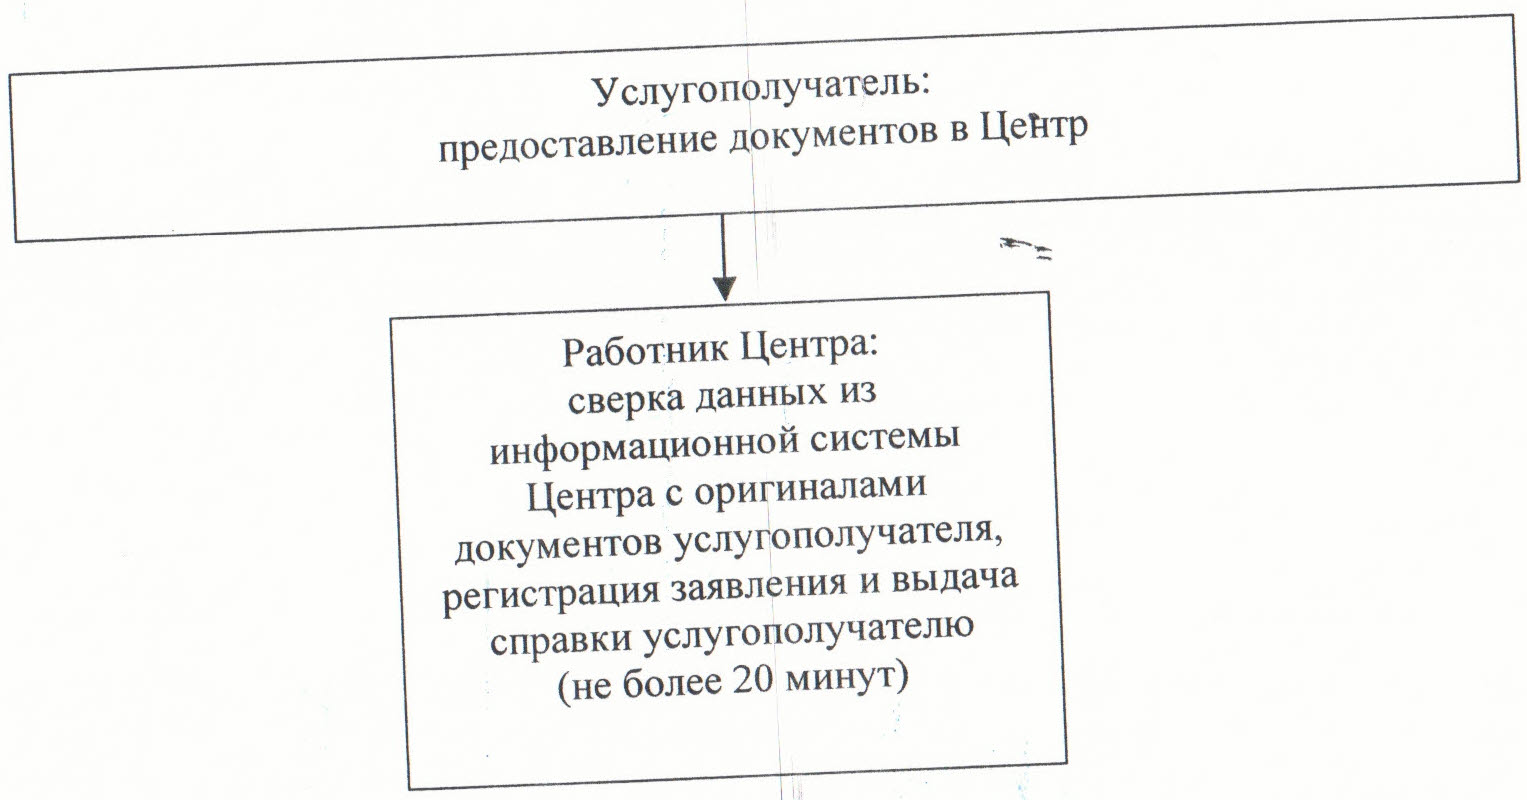 Услугополучатель:
предоставление документов в Центр
Работник Центра:
сверка данных из
информационной системы
Центра с оригиналами
документов услугополучателя,
регистрация заявления и выдача
справки услугополучателю
(не более 20 минут)